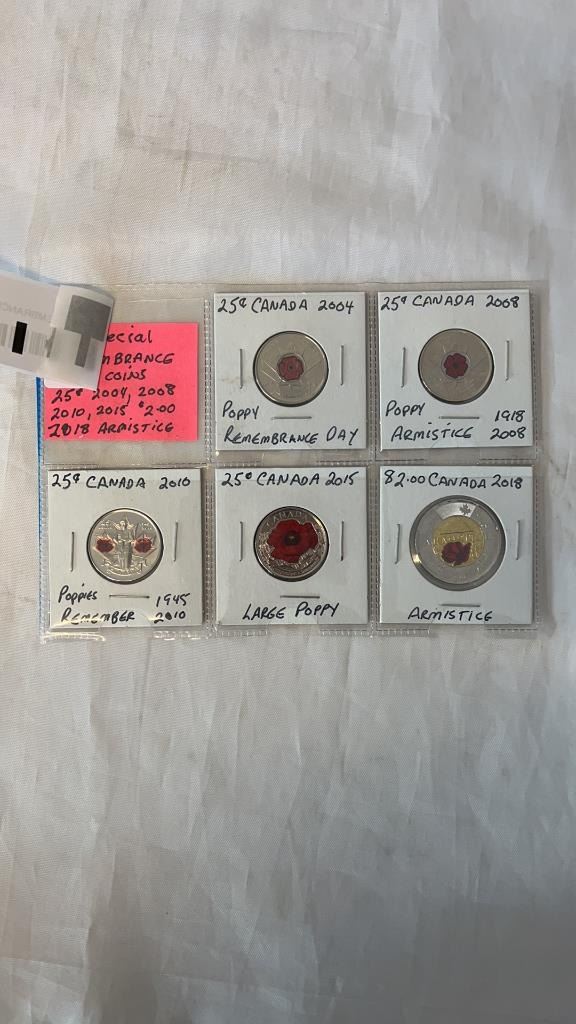 25¢ CANADA 2004
POPPY
REMEMBRANCE DAY
25¢ CANADA 2008
POPPY 1918
ARMISTICE 2008
ecial
MBRANCE
COINS
25¢ 2004, 2008
2010, 2015 $2.00
2018 ARMISTICE
25¢ CANADA 2010
POPPIES 1945
REMEMBER 2010
25¢ CANADA 2015
CANADA
LARGE POPPY
$2.00 CANADA 2018
ARMISTICE